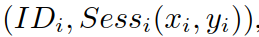 $(ID_i, Sess_i(x_i, y_i)),$